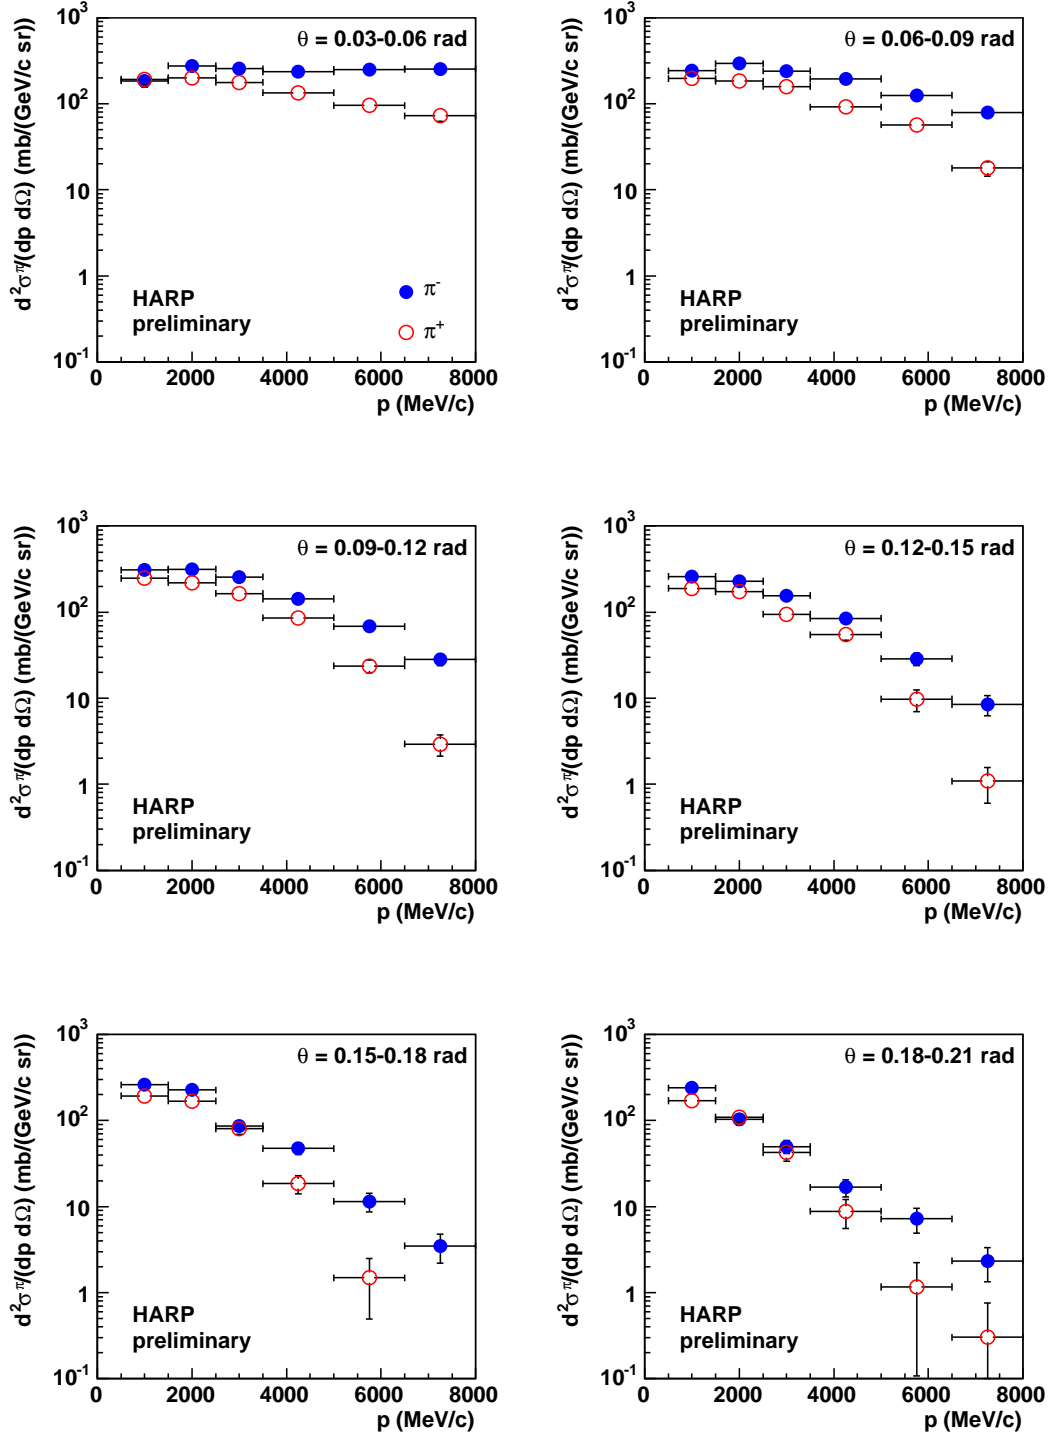 d²σ^π/(dp dΩ) (mb/(GeV/c sr))
10³
10²
10
1
10⁻¹
θ = 0.03-0.06 rad
HARP
preliminary
π⁻
π⁺
0 2000 4000 6000 8000
p (MeV/c)
d²σ^π/(dp dΩ) (mb/(GeV/c sr))
10³
10²
10
1
10⁻¹
θ = 0.06-0.09 rad
HARP
preliminary
0 2000 4000 6000 8000
p (MeV/c)
d²σ^π/(dp dΩ) (mb/(GeV/c sr))
10³
10²
10
1
10⁻¹
θ = 0.09-0.12 rad
HARP
preliminary
0 2000 4000 6000 8000
p (MeV/c)
d²σ^π/(dp dΩ) (mb/(GeV/c sr))
10³
10²
10
1
10⁻¹
θ = 0.12-0.15 rad
HARP
preliminary
0 2000 4000 6000 8000
p (MeV/c)
d²σ^π/(dp dΩ) (mb/(GeV/c sr))
10³
10²
10
1
10⁻¹
θ = 0.15-0.18 rad
HARP
preliminary
0 2000 4000 6000 8000
p (MeV/c)
d²σ^π/(dp dΩ) (mb/(GeV/c sr))
10³
10²
10
1
10⁻¹
θ = 0.18-0.21 rad
HARP
preliminary
0 2000 4000 6000 8000
p (MeV/c)